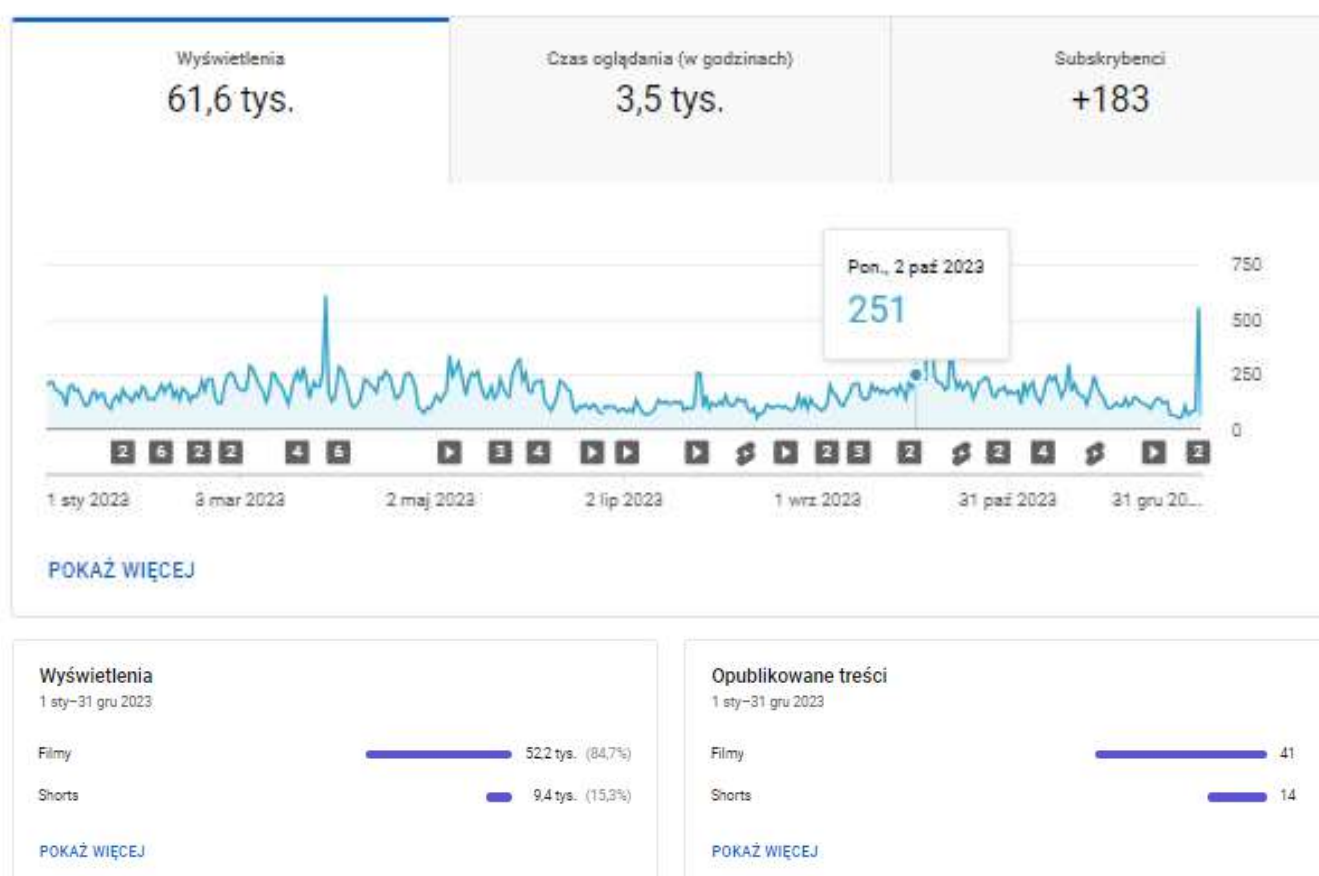 Wyświetlenia
61,6 tys.
Czas oglądania (w godzinach)
3,5 tys.
Subskrybenci
+183
Pon., 2 paź 2023
251
750
500
250
0
2 6 2 2 4 6 3 4 2 3 2 2 4 2
1 sty 2023 3 mar 2023 2 maj 2023 2 lip 2023 1 wrz 2023 31 paź 2023 31 gru 20...
POKAŻ WIĘCEJ
Wyświetlenia
1 sty–31 gru 2023
Filmy 52,2 tys. (84,7%)
Shorts 9,4 tys. (15,3%)
POKAŻ WIĘCEJ
Opublikowane treści
1 sty–31 gru 2023
Filmy 41
Shorts 14
POKAŻ WIĘCEJ